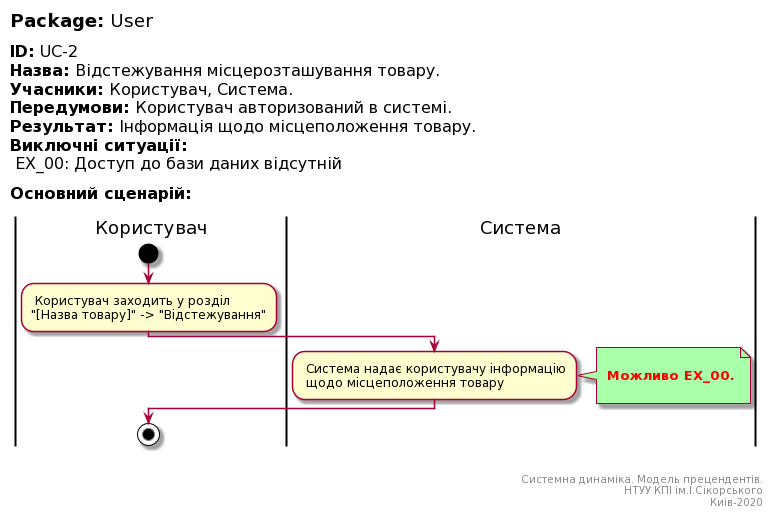 Package: User
ID: UC-2
Назва: Відстежування місцерозташування товару.
Учасники: Користувач, Система.
Передумови: Користувач авторизований в системі.
Результат: Інформація щодо місцеположення товару.
Виключні ситуації:
EX_00: Доступ до бази даних відсутній
Основний сценарій:
Користувач
Система
Користувач заходить у розділ
"[Назва товару]" -> "Відстежування"
Система надає користувачу інформацію
щодо місцеположення товару
Можливо EX_00.
Системна динаміка. Модель прецендентів.
НТУУ КПІ ім.І.Сікорського
Київ-2020